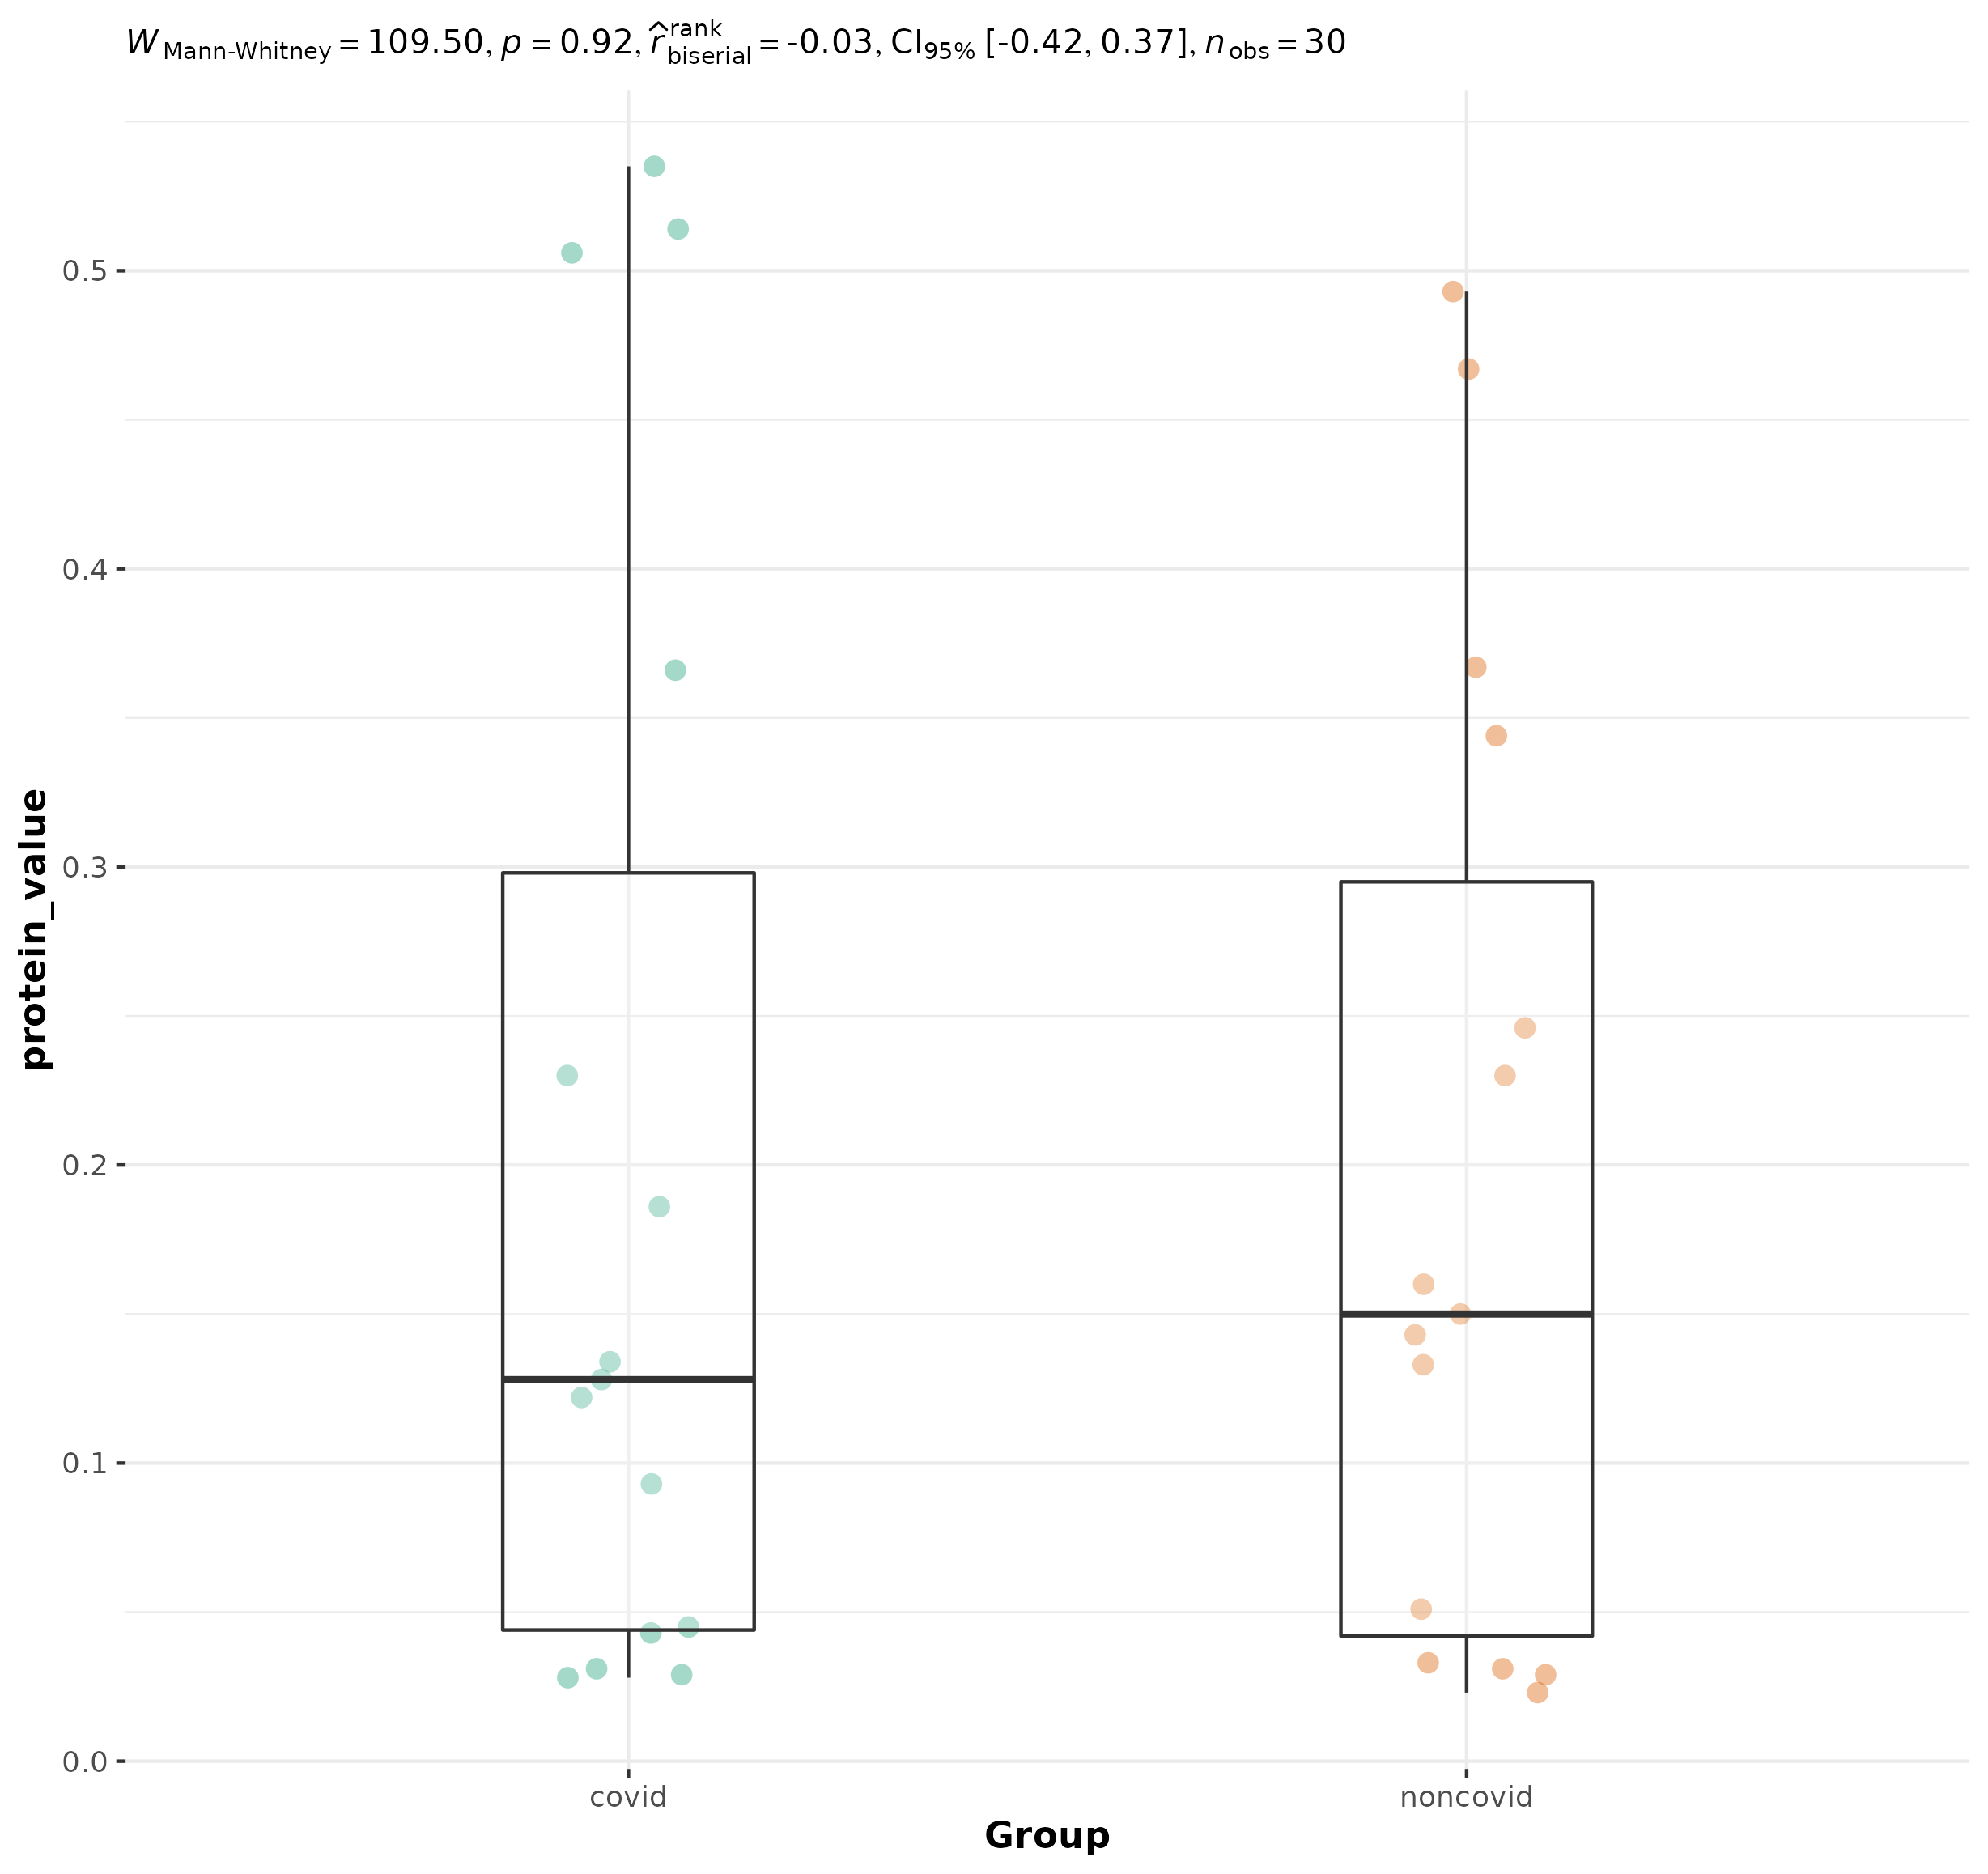 W Mann-Whitney = 109.50, p = 0.92, r̂ rank biserial = -0.03, CI95% [-0.42, 0.37], n obs = 30
protein_value
0.5
0.4
0.3
0.2
0.1
0.0
covid noncovid
Group